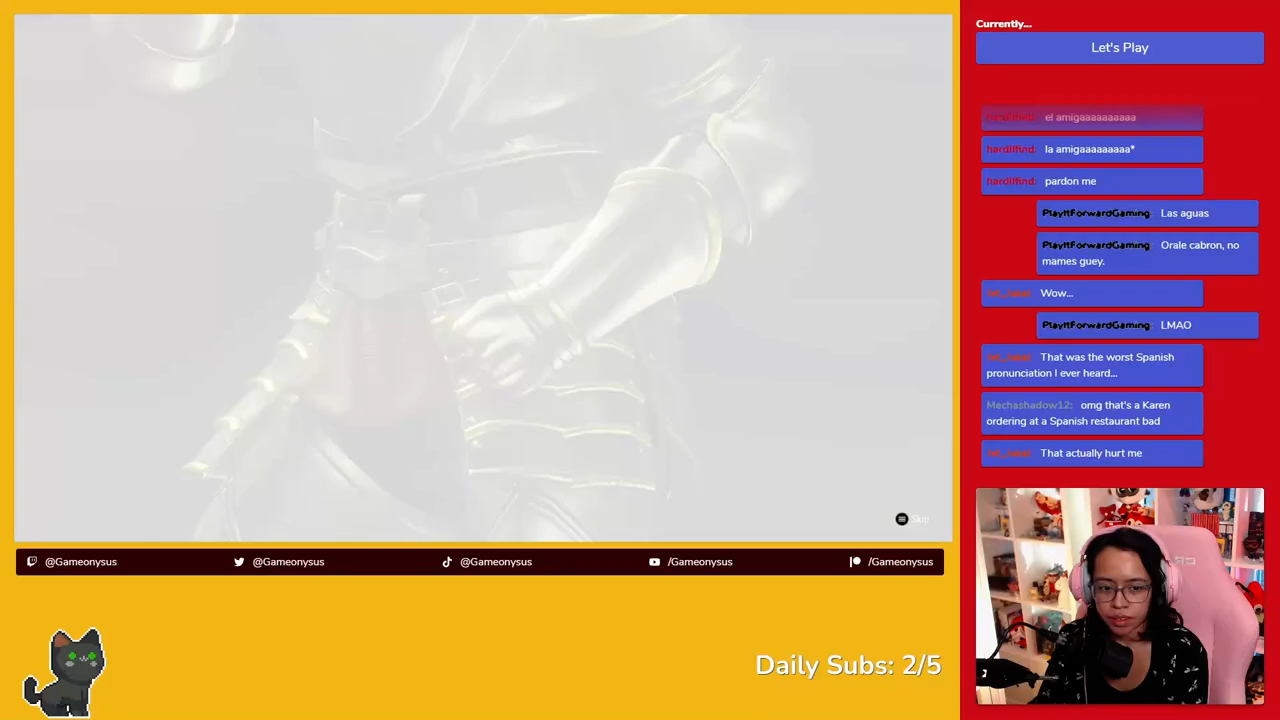 Currently...
Let's Play
hardlifind: el amigaaaaaaaaaa
hardlifind: la amigaaaaaaaaa*
hardlifind: pardon me
PlayItForwardGaming: Las aguas
PlayItForwardGaming: Orale cabron, no
mames guey.
Wow...
PlayItForwardGaming: LMAO
That was the worst Spanish
pronunciation I ever heard...
Mechashadow12: omg that's a Karen
ordering at a Spanish restaurant bad
That actually hurt me
Skip
@Gameonysus
@Gameonysus
@Gameonysus
/Gameonysus
/Gameonysus
Daily Subs: 2/5